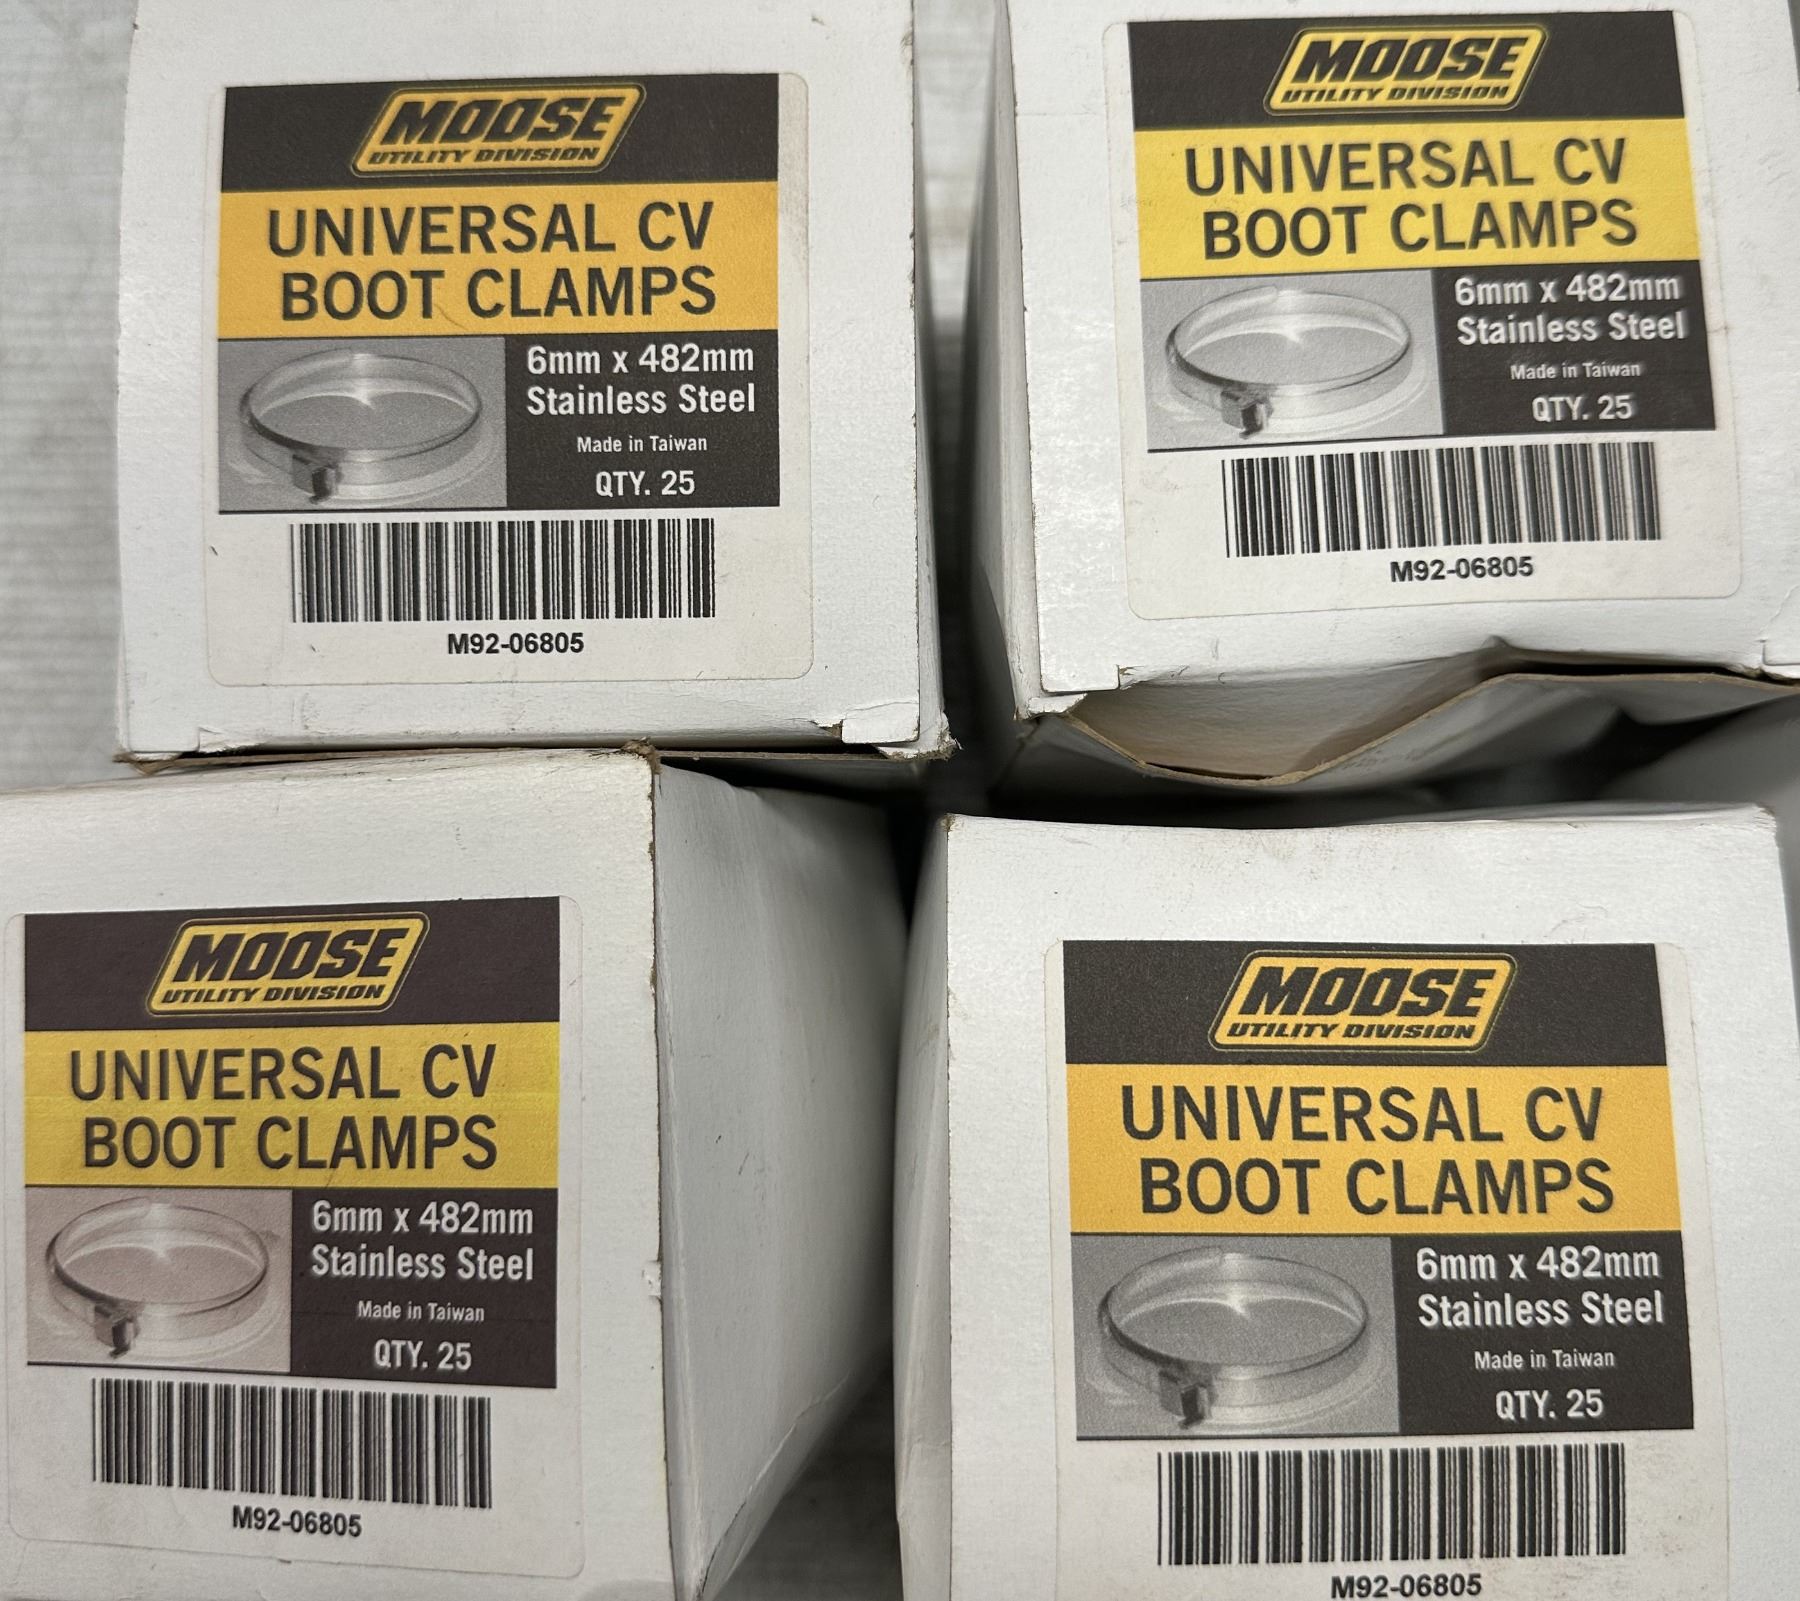 MOOSE
UTILITY DIVISION
UNIVERSAL CV
BOOT CLAMPS
6mm x 482mm
Stainless Steel
Made in Taiwan
QTY. 25
M92-06805
MOOSE
UTILITY DIVISION
UNIVERSAL CV
BOOT CLAMPS
6mm x 482mm
Stainless Steel
Made in Taiwan
QTY. 25
M92-06805
MOOSE
UTILITY DIVISION
UNIVERSAL CV
BOOT CLAMPS
6mm x 482mm
Stainless Steel
Made in Taiwan
QTY. 25
M92-06805
MOOSE
UTILITY DIVISION
UNIVERSAL CV
BOOT CLAMPS
6mm x 482mm
Stainless Steel
Made in Taiwan
QTY. 25
M92-06805